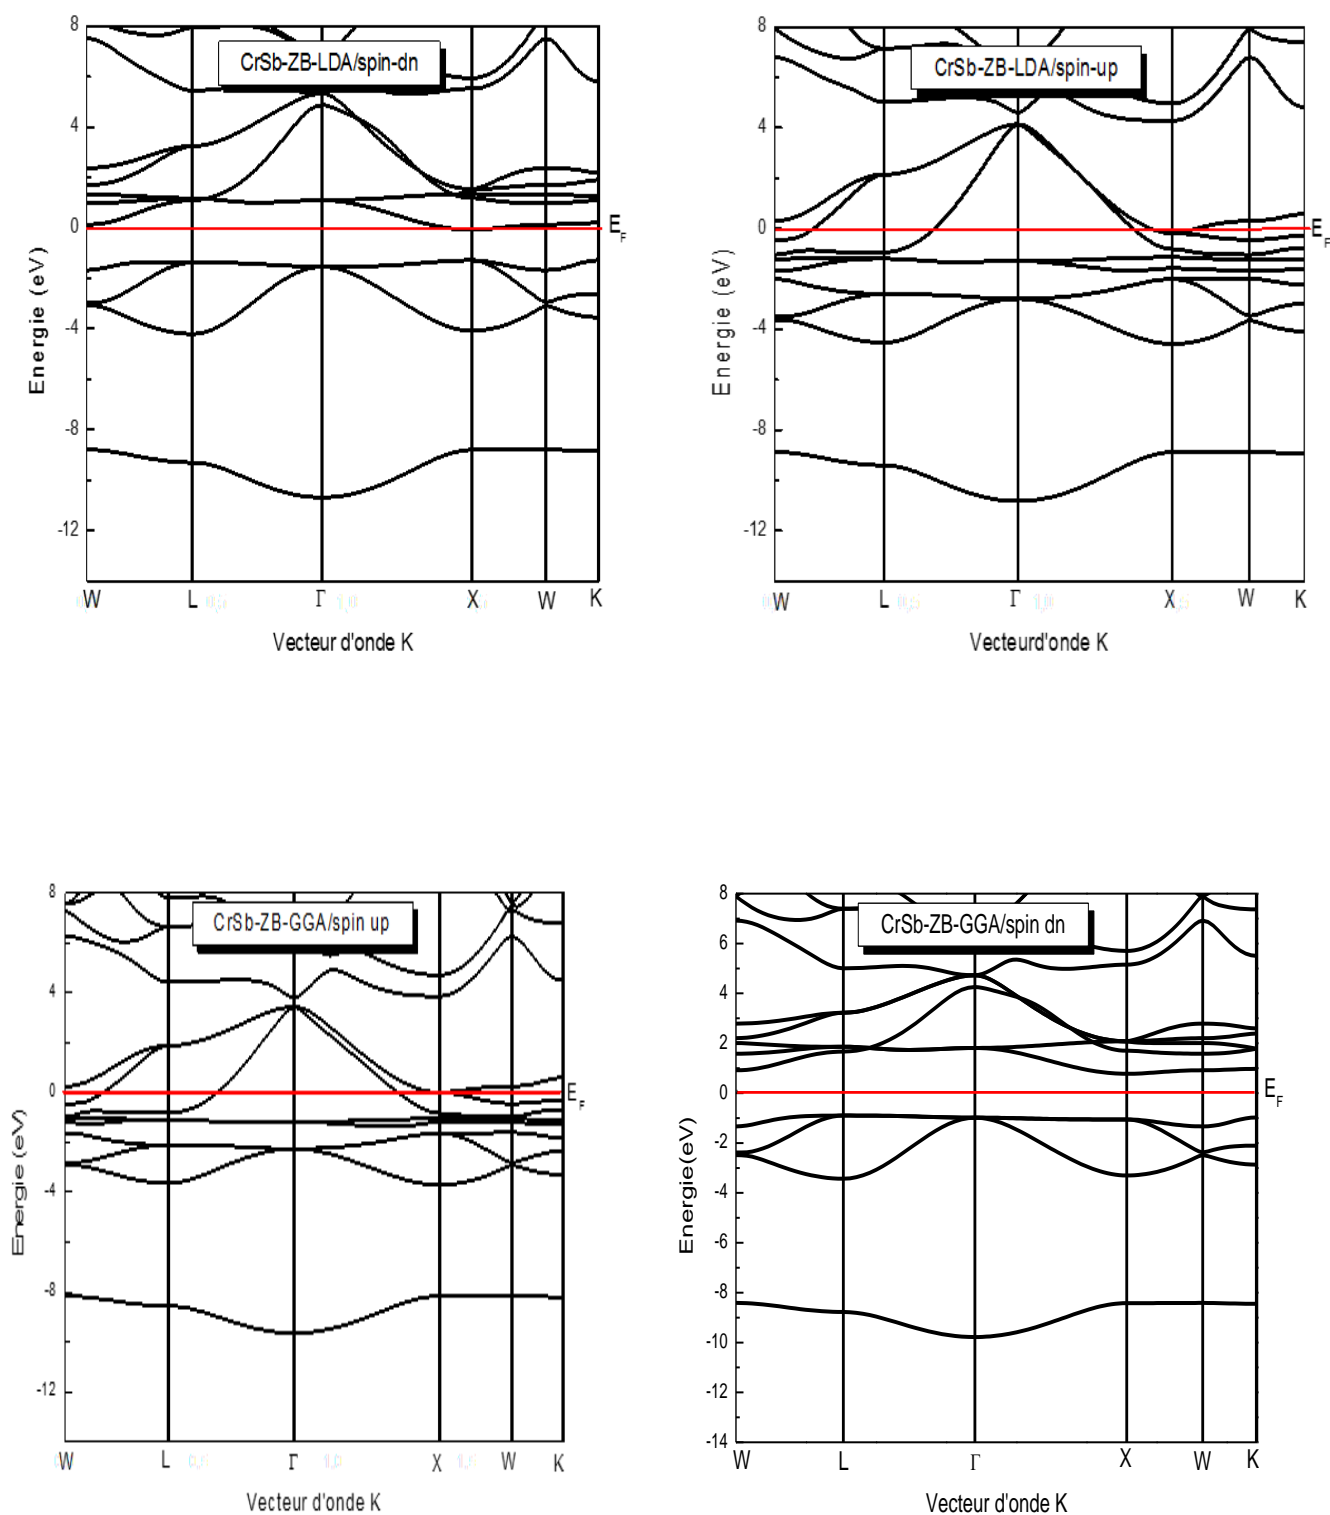 CrSb-ZB-LDA/spin-dn
8
4
0
-4
-8
-12
Energie (eV)
E F
W L Γ X W K
Vecteur d'onde K
CrSb-ZB-LDA/spin-up
8
4
0
-4
-8
-12
Energie (eV)
E F
W L Γ X W K
Vecteurd'onde K
CrSb-ZB-GGA/spin up
8
4
0
-4
-8
-12
Energie (eV)
E F
W L Γ X W K
Vecteur d'onde K
CrSb-ZB-GGA/spin dn
8
6
4
2
0
-2
-4
-6
-8
-10
-12
-14
Energie(eV)
E F
W L Γ X W K
Vecteur d'onde K